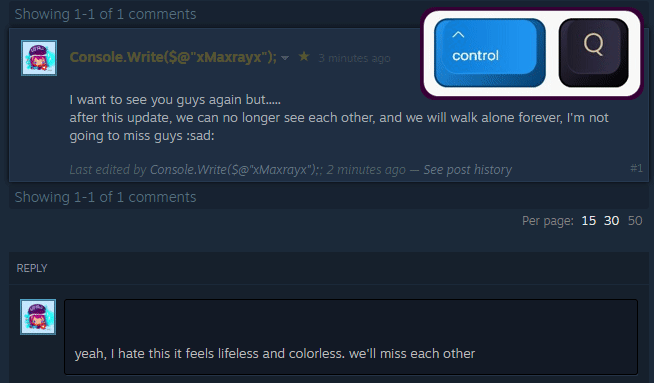 Showing 1-1 of 1 comments
^
control
Q
Console.Write($@"xMaxrayx"); ★ 3 minutes ago
I want to see you guys again but.....
after this update, we can no longer see each other, and we will walk alone forever, I'm not
going to miss guys :sad:
Last edited by Console.Write($@"xMaxrayx");; 2 minutes ago — See post history
#1
Showing 1-1 of 1 comments
Per page: 15 30 50
REPLY
yeah, I hate this it feels lifeless and colorless. we'll miss each other